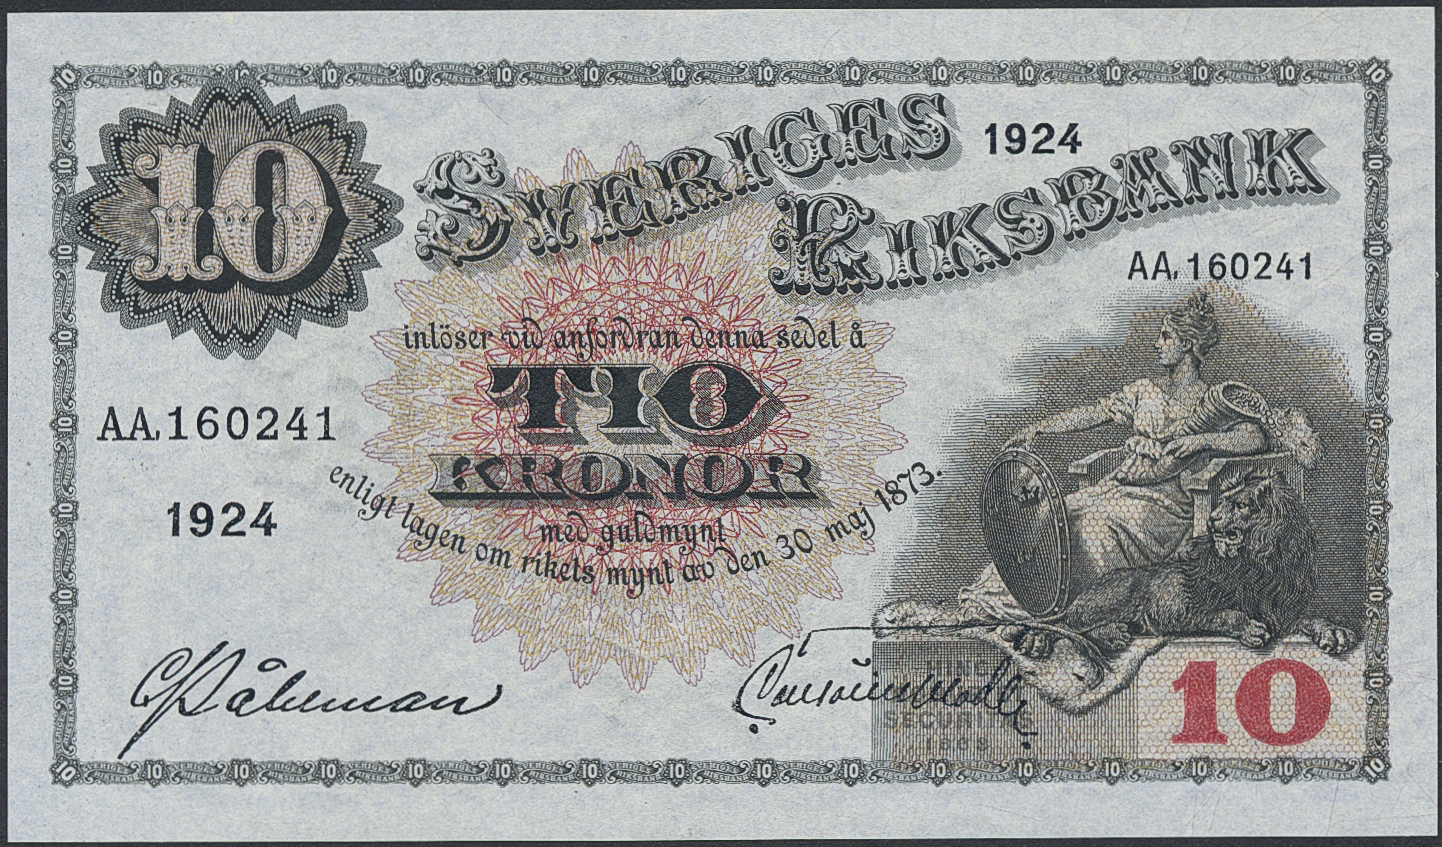 10
SVERIGES
1924
RIKSBANK
AA.160241
inlöser vid anfordran denna sedel å
TIO
KRONOR
AA.160241
1924
med guldmynt
enligt lagen om rikets mynt av den 30 maj 1873.
10